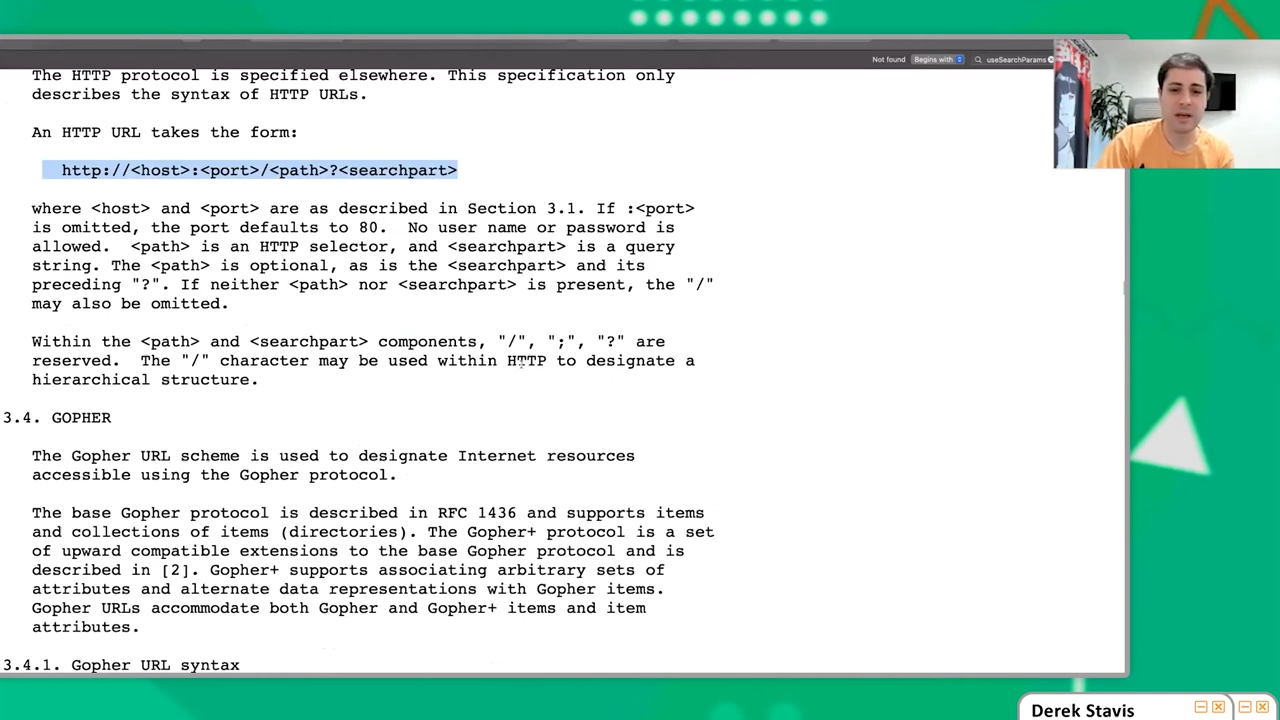 Not found Begins with useSearchParams
The HTTP protocol is specified elsewhere. This specification only
describes the syntax of HTTP URLs.
An HTTP URL takes the form:
http://<host>:<port>/<path>?<searchpart>
where <host> and <port> are as described in Section 3.1. If :<port>
is omitted, the port defaults to 80.  No user name or password is
allowed.  <path> is an HTTP selector, and <searchpart> is a query
string. The <path> is optional, as is the <searchpart> and its
preceding "?". If neither <path> nor <searchpart> is present, the "/"
may also be omitted.
Within the <path> and <searchpart> components, "/", ";", "?" are
reserved.  The "/" character may be used within HTTP to designate a
hierarchical structure.
3.4. GOPHER
The Gopher URL scheme is used to designate Internet resources
accessible using the Gopher protocol.
The base Gopher protocol is described in RFC 1436 and supports items
and collections of items (directories). The Gopher+ protocol is a set
of upward compatible extensions to the base Gopher protocol and is
described in [2]. Gopher+ supports associating arbitrary sets of
attributes and alternate data representations with Gopher items.
Gopher URLs accommodate both Gopher and Gopher+ items and item
attributes.
3.4.1. Gopher URL syntax
Derek Stavis